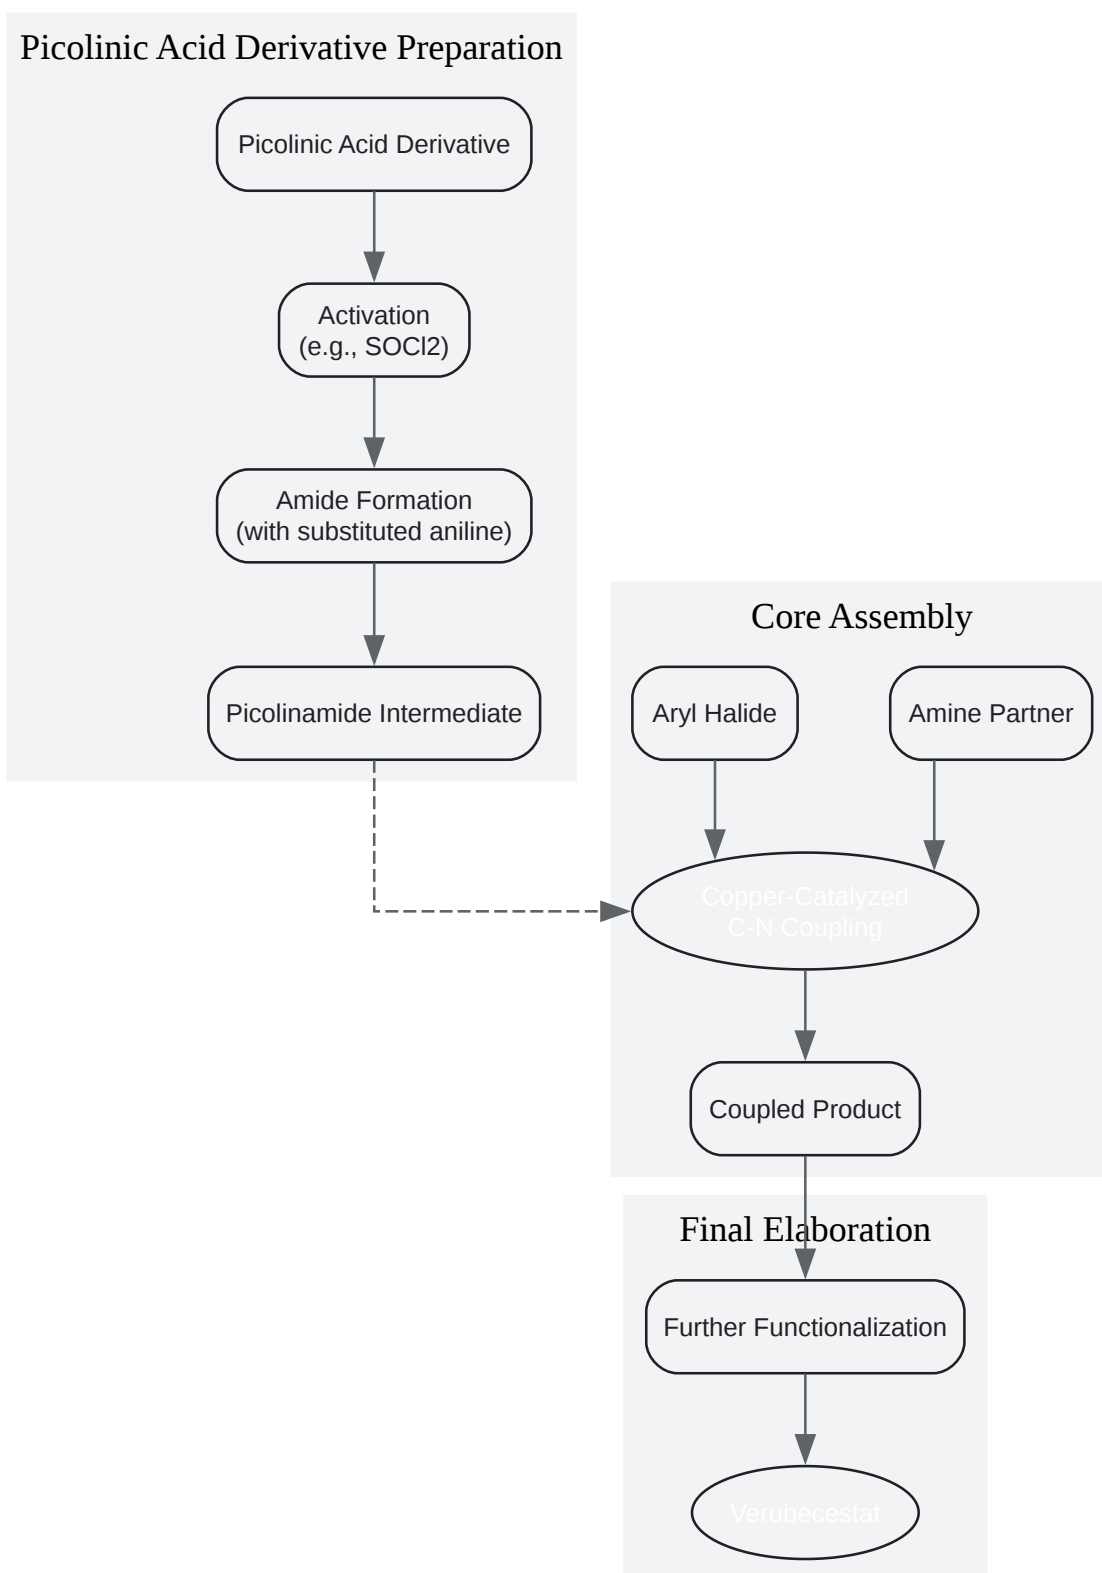 Picolinic Acid Derivative Preparation
Picolinic Acid Derivative
Activation
(e.g., SOCl2)
Amide Formation
(with substituted aniline)
Picolinamide Intermediate
Core Assembly
Aryl Halide
Amine Partner
Copper-Catalyzed
C-N Coupling
Coupled Product
Final Elaboration
Further Functionalization
Verubecestat